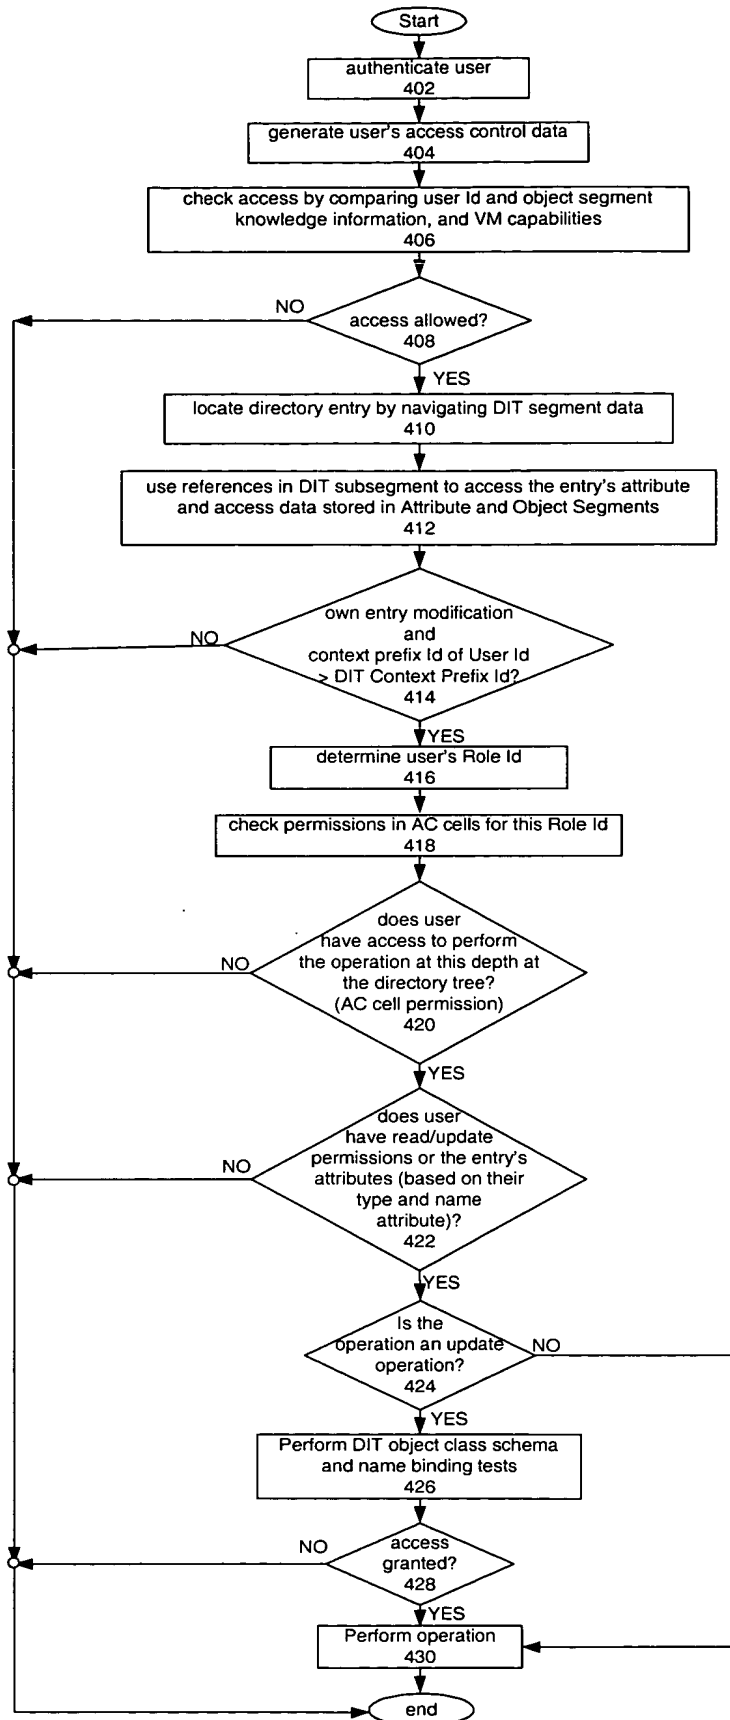 Start
authenticate user
402
generate user's access control data
404
check access by comparing user Id and object segment
knowledge information, and VM capabilities
406
NO
access allowed?
408
YES
locate directory entry by navigating DIT segment data
410
use references in DIT subsegment to access the entry's attribute
and access data stored in Attribute and Object Segments
412
own entry modification
and
NO
context prefix Id of User Id
> DIT Context Prefix Id?
414
YES
determine user's Role Id
416
check permissions in AC cells for this Role Id
418
does user
have access to perform
NO
the operation at this depth at
the directory tree?
(AC cell permission)
420
YES
does user
have read/update
permissions or the entry's
NO
attributes (based on their
type and name
attribute)?
422
YES
Is the
operation an update
NO
operation?
424
YES
Perform DIT object class schema
and name binding tests
426
access
NO
granted?
428
YES
Perform operation
430
end